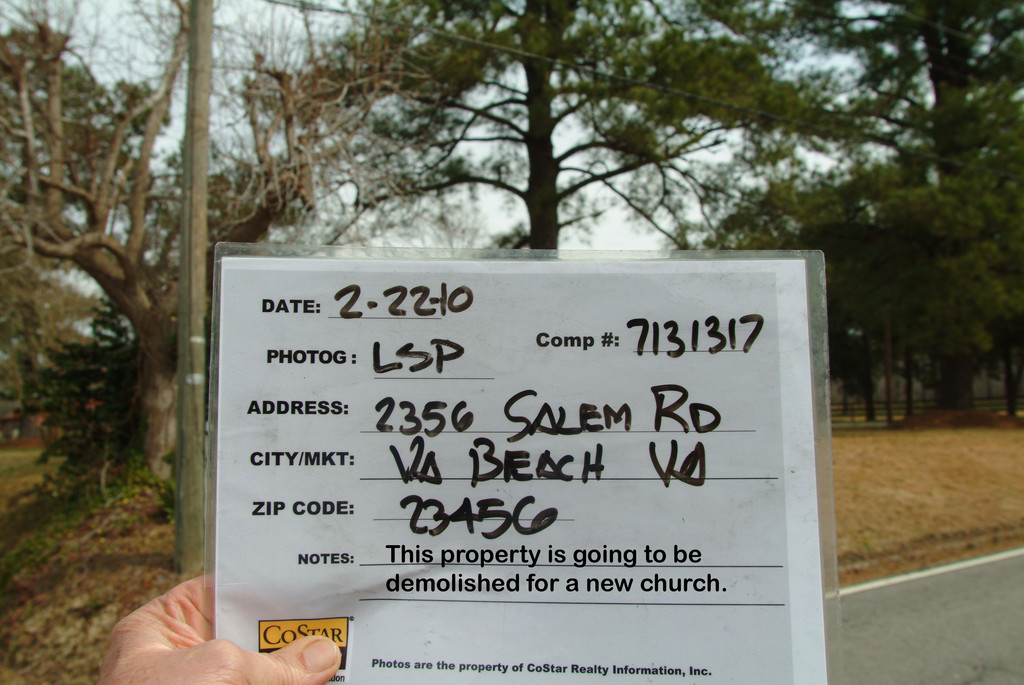 DATE: 2-22-10
Comp #: 7131317
PHOTOG: LSP
ADDRESS: 2356 SALEM RD
CITY/MKT: VA BEACH VA
ZIP CODE: 23456
NOTES: This property is going to be
demolished for a new church.
COSTAR
Photos are the property of CoStar Realty Information, Inc.